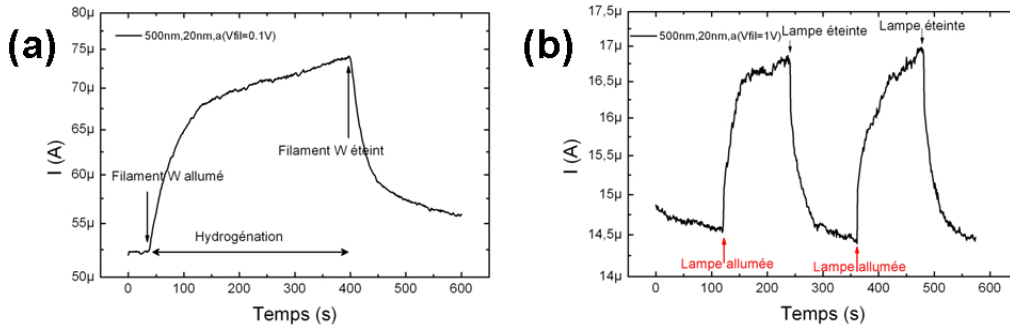 (a)
500nm,20nm,a(Vfil=0.1V)
80µ
75µ
70µ
65µ
60µ
55µ
50µ
I (A)
Filament W allumé
Filament W éteint
Hydrogénation
0
100
200
300
400
500
600
Temps (s)
(b)
500nm,20nm,a(Vfil=1V)
Lampe éteinte
Lampe éteinte
17,5µ
17µ
16,5µ
16µ
15,5µ
15µ
14,5µ
14µ
I (A)
Lampe allumée
Lampe allumée
0
100
200
300
400
500
600
Temps (s)